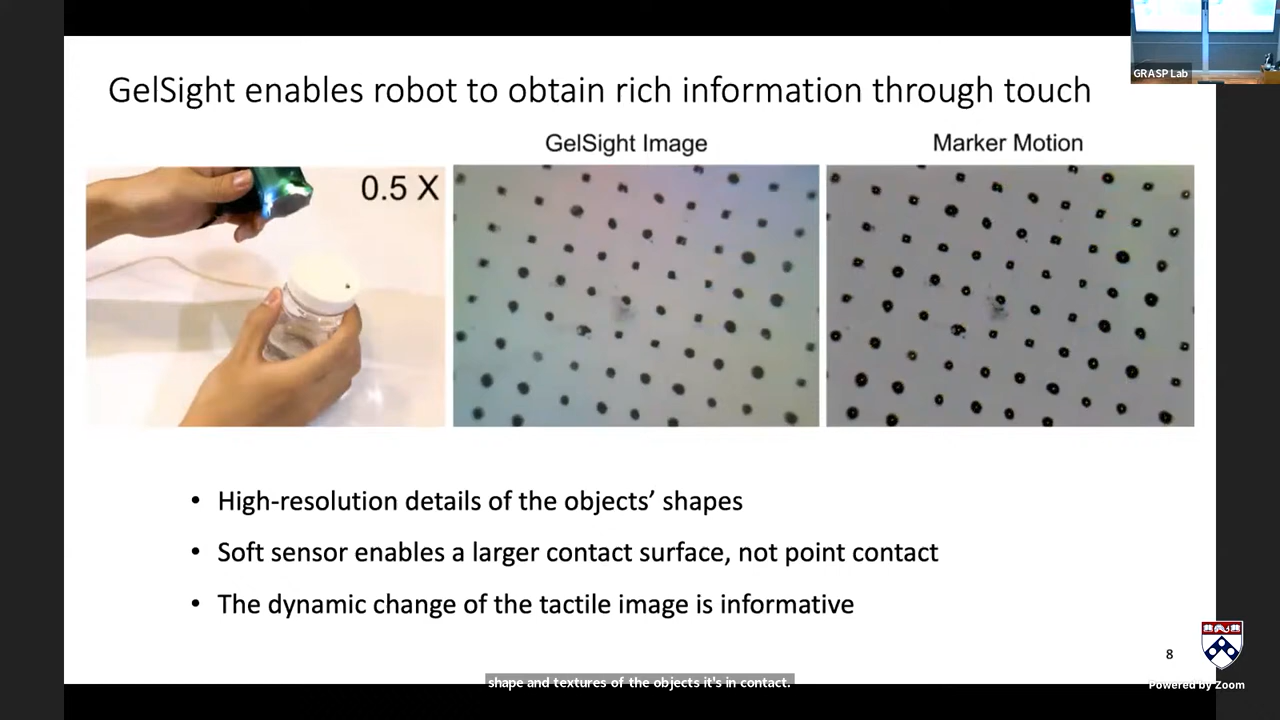 GRASP Lab
GelSight enables robot to obtain rich information through touch
GelSight Image
Marker Motion
0.5 X
• High-resolution details of the objects’ shapes
• Soft sensor enables a larger contact surface, not point contact
• The dynamic change of the tactile image is informative
8
shape and textures of the objects it's in contact.
Powered by Zoom